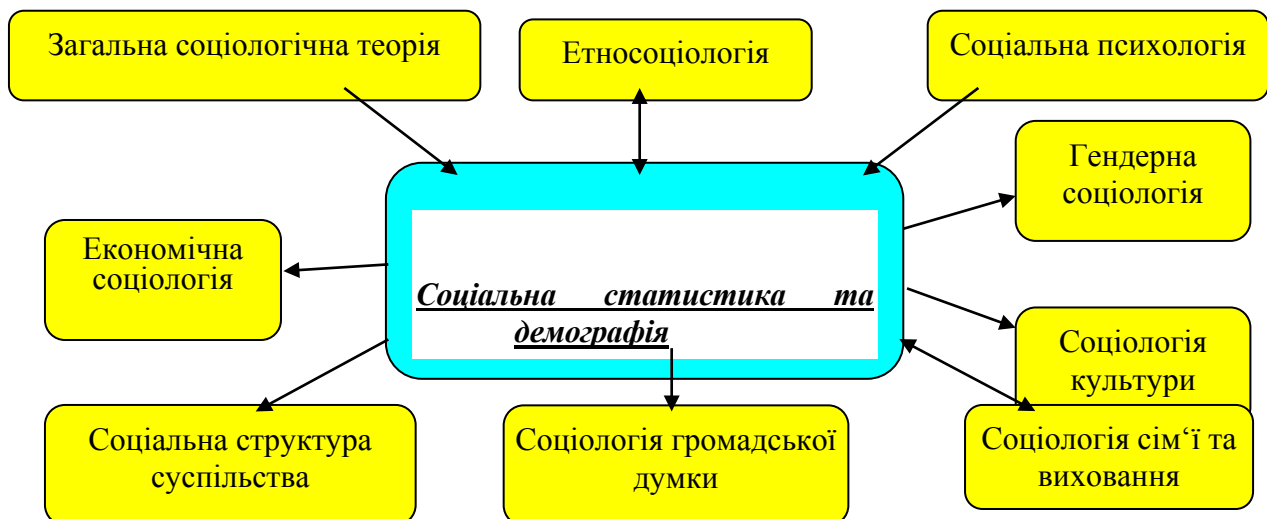 Загальна соціологічна теорія
Етносоціологія
Соціальна психологія
Гендерна
соціологія
Економічна
соціологія
Соціальна статистика та
демографія
Соціологія
культури
Соціальна структура
суспільства
Соціологія громадської
думки
Соціологія сім‘ї та
виховання